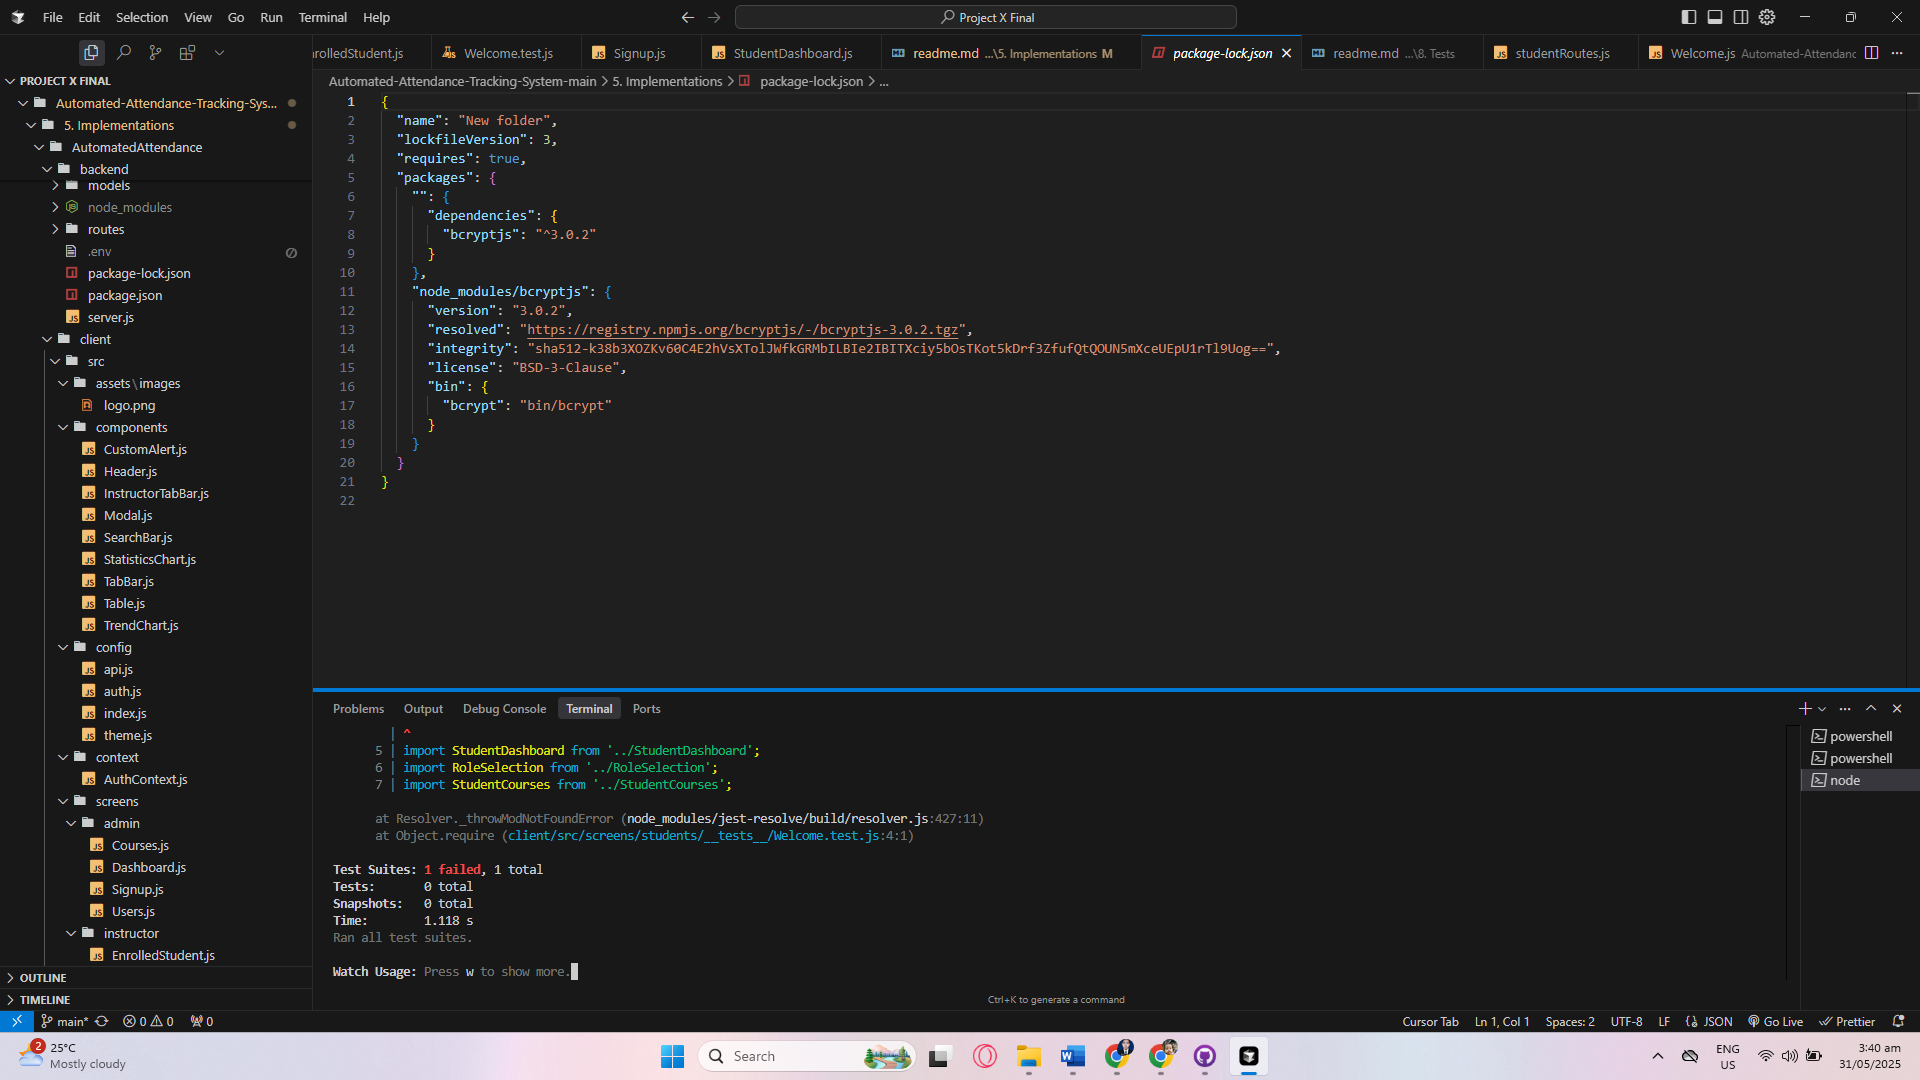 File Edit Selection View Go Run Terminal Help
Project X Final
rolledStudent.js
Welcome.test.js
Signup.js
StudentDashboard.js
readme.md ...\5. Implementations M
package-lock.json
readme.md ...\8. Tests
studentRoutes.js
Welcome.js Automated-Attendanc
PROJECT X FINAL
Automated-Attendance-Tracking-Sys...
5. Implementations
AutomatedAttendance
backend
models
node_modules
routes
.env
package-lock.json
package.json
server.js
client
src
assets\images
logo.png
components
CustomAlert.js
Header.js
InstructorTabBar.js
Modal.js
SearchBar.js
StatisticsChart.js
TabBar.js
Table.js
TrendChart.js
config
api.js
auth.js
index.js
theme.js
context
AuthContext.js
screens
admin
Courses.js
Dashboard.js
Signup.js
Users.js
instructor
EnrolledStudent.js
OUTLINE
TIMELINE
Automated-Attendance-Tracking-System-main > 5. Implementations > package-lock.json > ...
1 {
2 "name": "New folder",
3 "lockfileVersion": 3,
4 "requires": true,
5 "packages": {
6 "": {
7 "dependencies": {
8 "bcryptjs": "^3.0.2"
9 }
10 },
11 "node_modules/bcryptjs": {
12 "version": "3.0.2",
13 "resolved": "https://registry.npmjs.org/bcryptjs/-/bcryptjs-3.0.2.tgz",
14 "integrity": "sha512-k38b3XOZKv60C4E2hVsXTolJWfkGRMbILBIe2IBITXciy5bOsTKot5kDrf3ZfufQtQOUN5mXceUEpU1rTl9Uog==",
15 "license": "BSD-3-Clause",
16 "bin": {
17 "bcrypt": "bin/bcrypt"
18 }
19 }
20 }
21 }
22
Problems Output Debug Console Terminal Ports
| ^
5 | import StudentDashboard from '../StudentDashboard';
6 | import RoleSelection from '../RoleSelection';
7 | import StudentCourses from '../StudentCourses';
at Resolver._throwModNotFoundError (node_modules/jest-resolve/build/resolver.js:427:11)
at Object.require (client/src/screens/students/__tests__/Welcome.test.js:4:1)
Test Suites: 1 failed, 1 total
Tests: 0 total
Snapshots: 0 total
Time: 1.118 s
Ran all test suites.
Watch Usage: Press w to show more.
Ctrl+K to generate a command
powershell
powershell
node
main* 0 0 0
Cursor Tab Ln 1, Col 1 Spaces: 2 UTF-8 LF {} JSON Go Live Prettier
2
25°C
Mostly cloudy
Search
ENG
US
3:40 am
31/05/2025